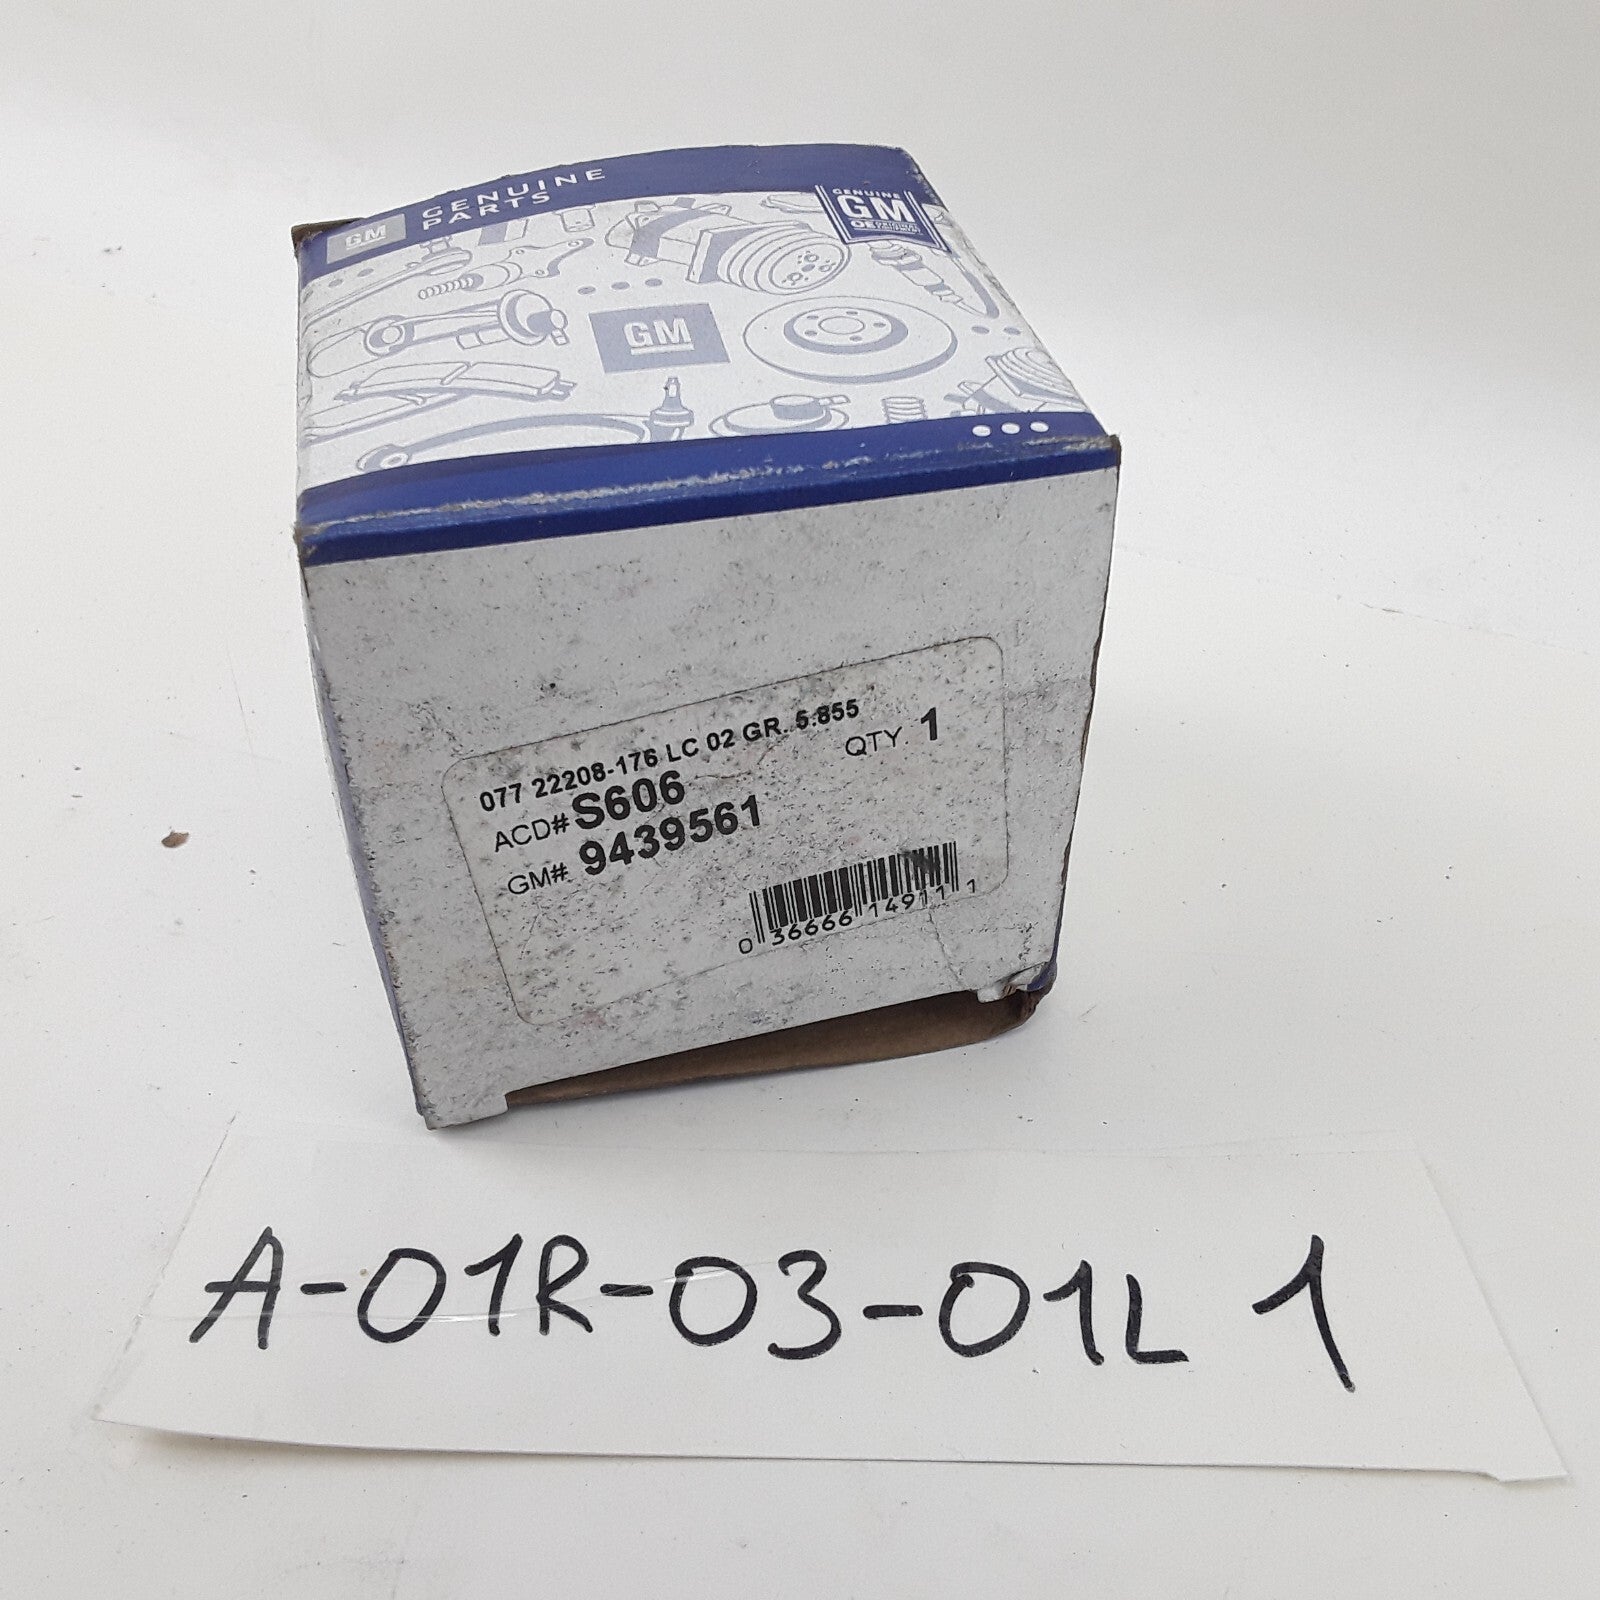 GM
GENUINE
PARTS
GENUINE
GM
OE
GM
077 22208-176 LC 02 GR. 5.855
ACD# S606 QTY. 1
GM# 9439561
0 36666 14911 1
A-01R-03-01L 1